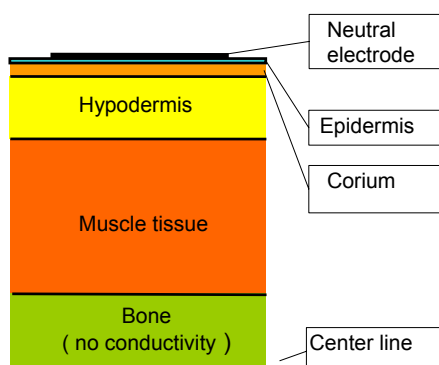 Neutral
electrode
Hypodermis
Epidermis
Corium
Muscle tissue
Bone
( no conductivity )
Center line